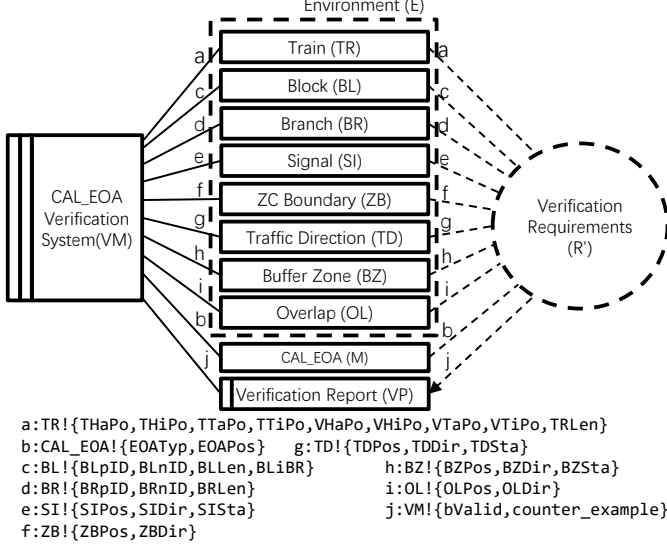 Environment (E)
Train (TR)
a
a
Block (BL)
c
c
Branch (BR)
d
d
Signal (SI)
e
e
ZC Boundary (ZB)
f
f
Traffic Direction (TD)
g
g
Buffer Zone (BZ)
h
h
Overlap (OL)
i
i
b
b
CAL_EOA (M)
j
j
Verification Report (VP)
CAL_EOA
Verification
System(VM)
Verification
Requirements
(R')
a:TR!{THaPo,THiPo,TTaPo,TTiPo,VHaPo,VHiPo,VTaPo,VTiPo,TRLen}
b:CAL_EOA!{EOATyp,EOAPos} g:TD!{TDPos,TDDir,TDSta}
c:BL!{BLpID,BLnID,BLLen,BLiBR} h:BZ!{BZPos,BZDir,BZSta}
d:BR!{BRpID,BRnID,BRLen} i:OL!{OLPos,OLDir}
e:SI!{SIPos,SIDir,SISta} j:VM!{bValid,counter_example}
f:ZB!{ZBPos,ZBDir}